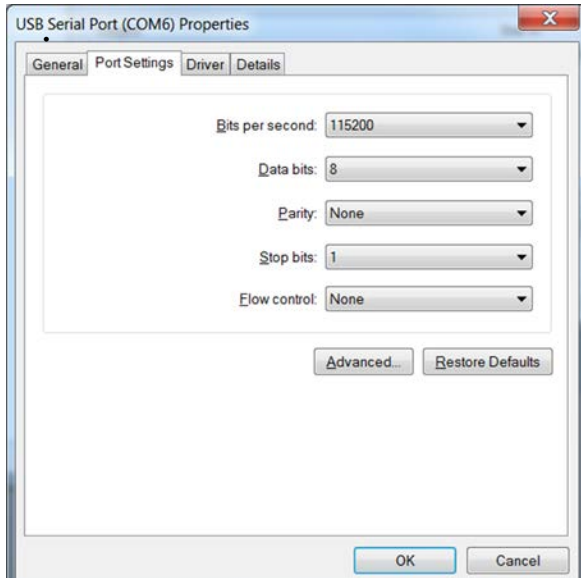 USB Serial Port (COM6) Properties
General Port Settings Driver Details
Bits per second: 115200
Data bits: 8
Parity: None
Stop bits: 1
Flow control: None
Advanced... Restore Defaults
OK Cancel